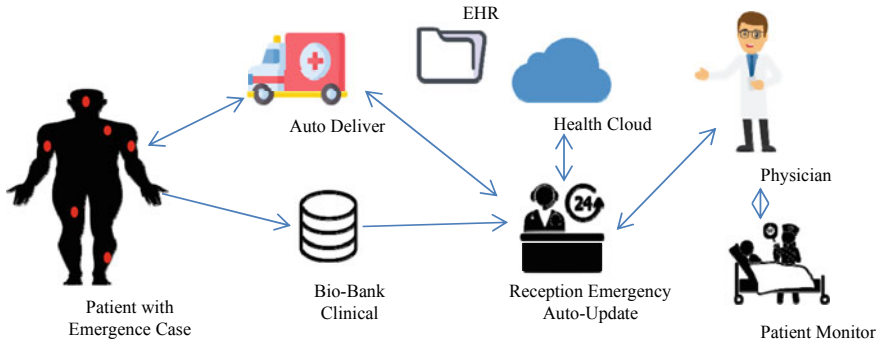 EHR
Auto Deliver
Health Cloud
24
Physician
Patient with
Emergence Case
Bio-Bank
Clinical
Reception Emergency
Auto-Update
Patient Monitor